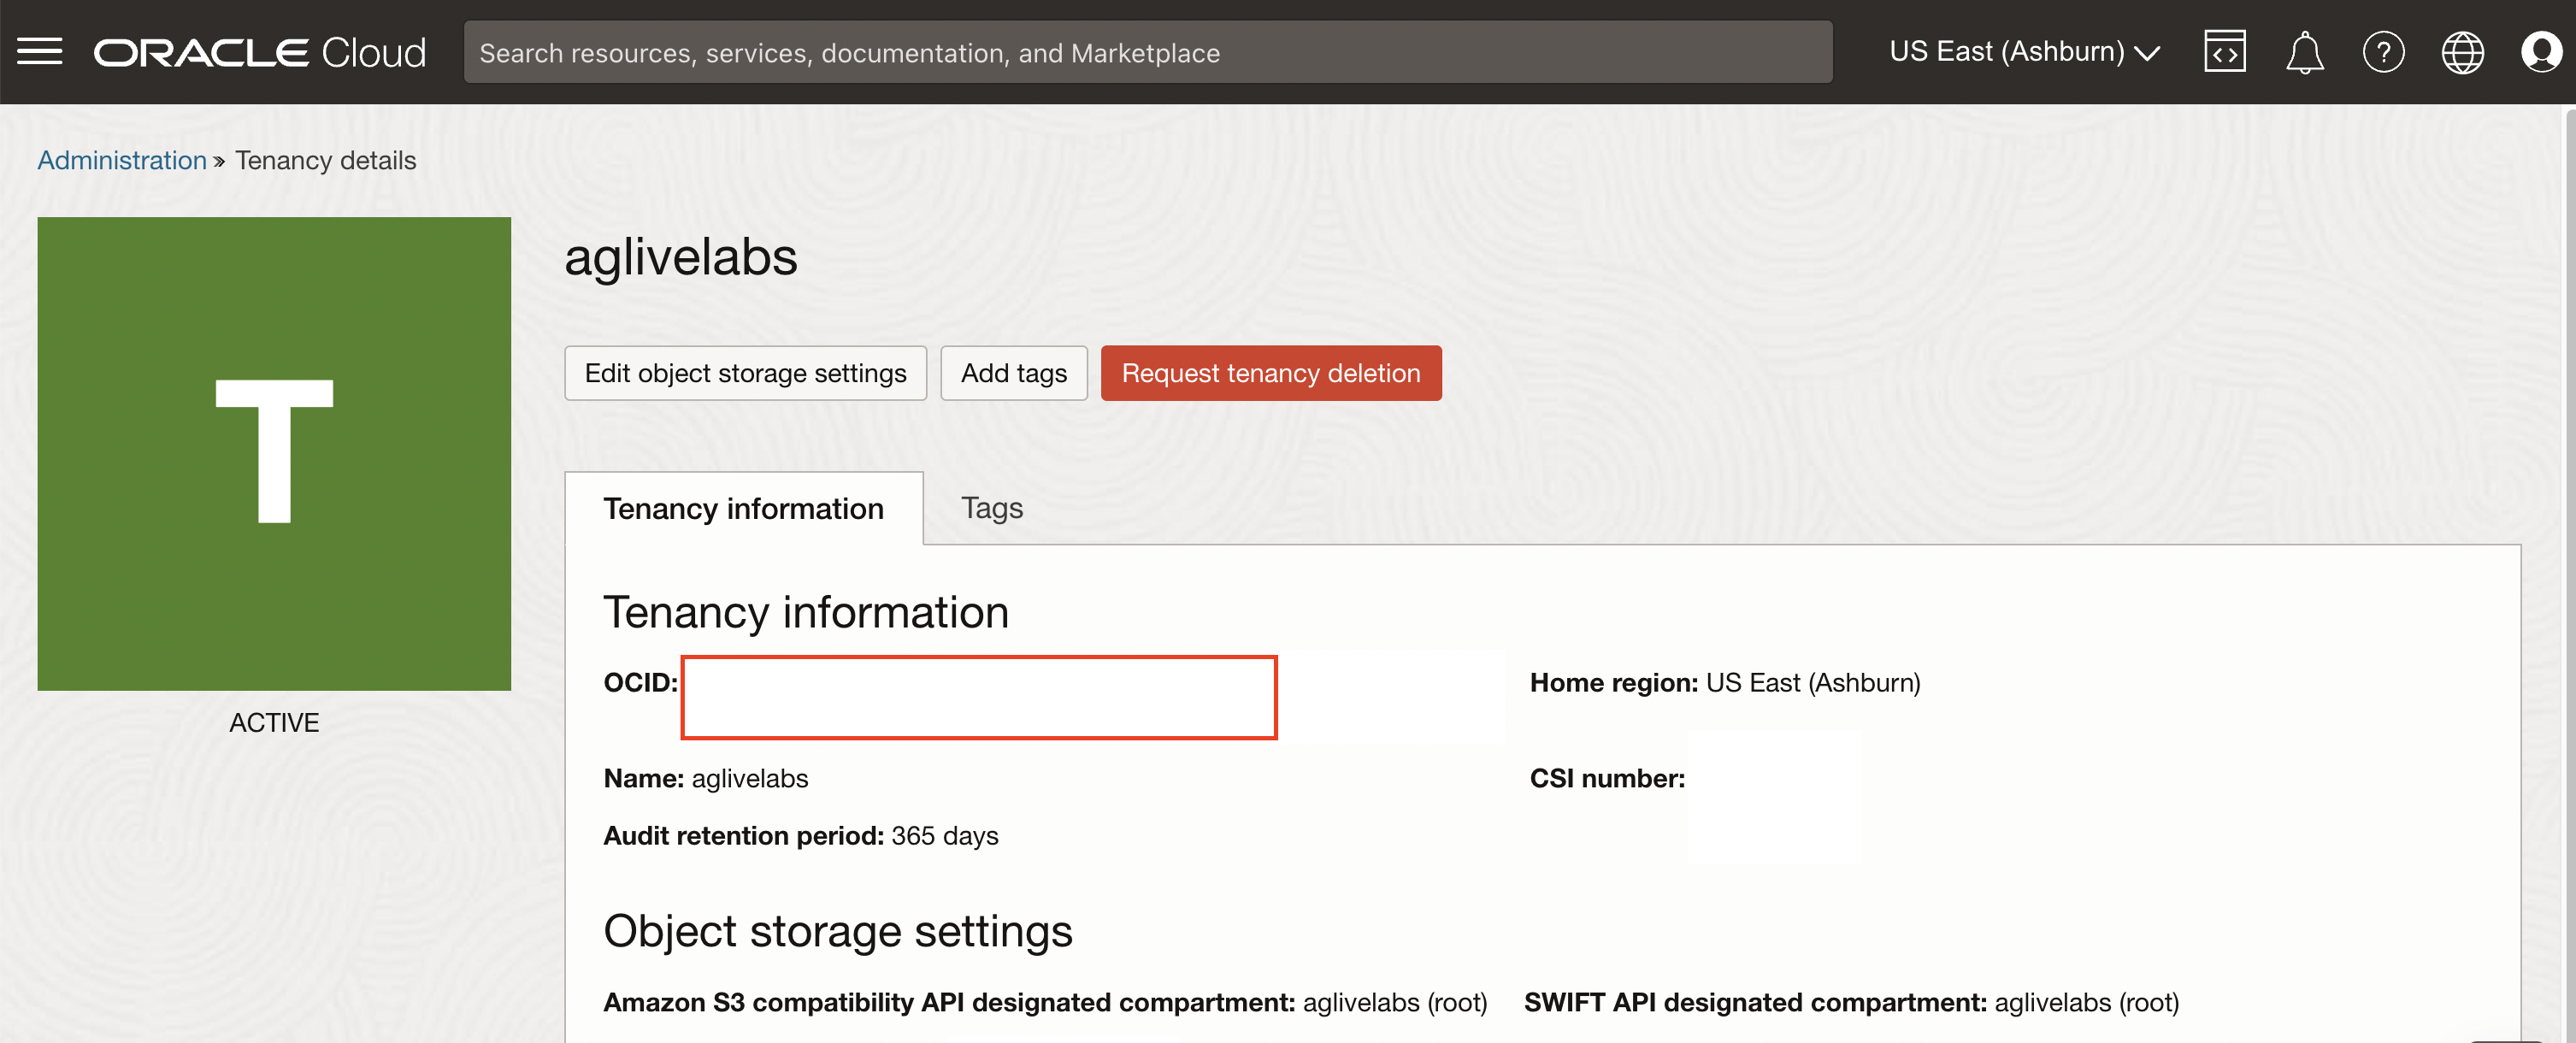 ORACLE Cloud
Search resources, services, documentation, and Marketplace
US East (Ashburn)
Administration » Tenancy details
T
ACTIVE
aglivelabs
Edit object storage settings
Add tags
Request tenancy deletion
Tenancy information
Tags
Tenancy information
OCID:
Home region: US East (Ashburn)
Name: aglivelabs
CSI number:
Audit retention period: 365 days
Object storage settings
Amazon S3 compatibility API designated compartment: aglivelabs (root)
SWIFT API designated compartment: aglivelabs (root)